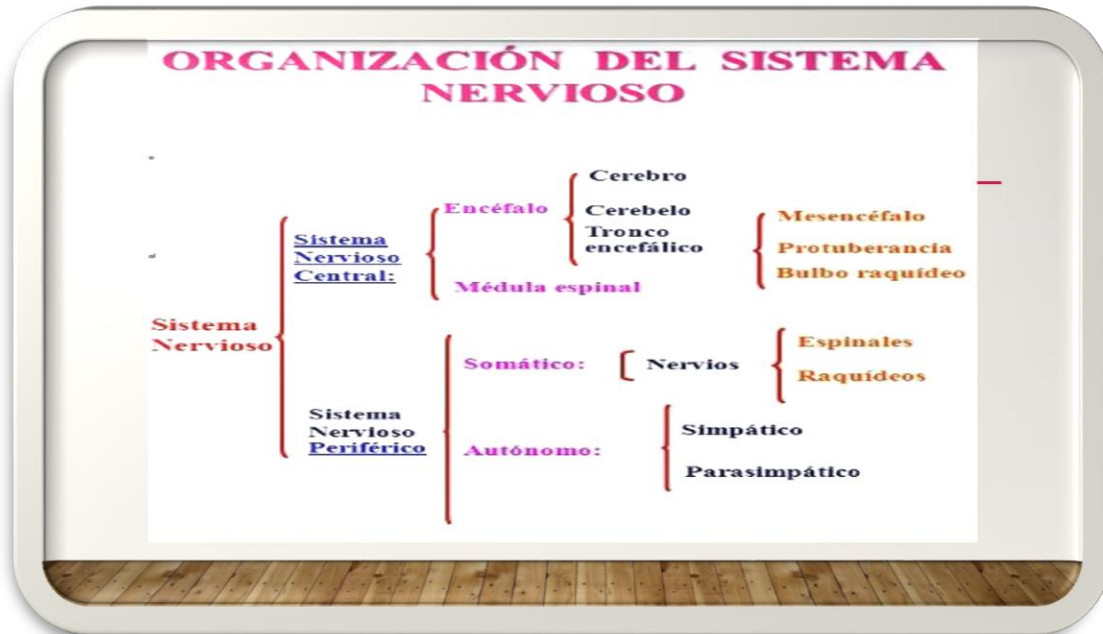 ORGANIZACIÓN DEL SISTEMA
NERVIOSO
Sistema
Nervioso
Sistema
Nervioso
Central:
Encéfalo
Cerebro
Cerebelo
Tronco
encefálico
Mesencéfalo
Protuberancia
Bulbo raquídeo
Médula espinal
Sistema
Nervioso
Periférico
Somático:
Nervios
Espinales
Raquídeos
Autónomo:
Simpático
Parasimpático